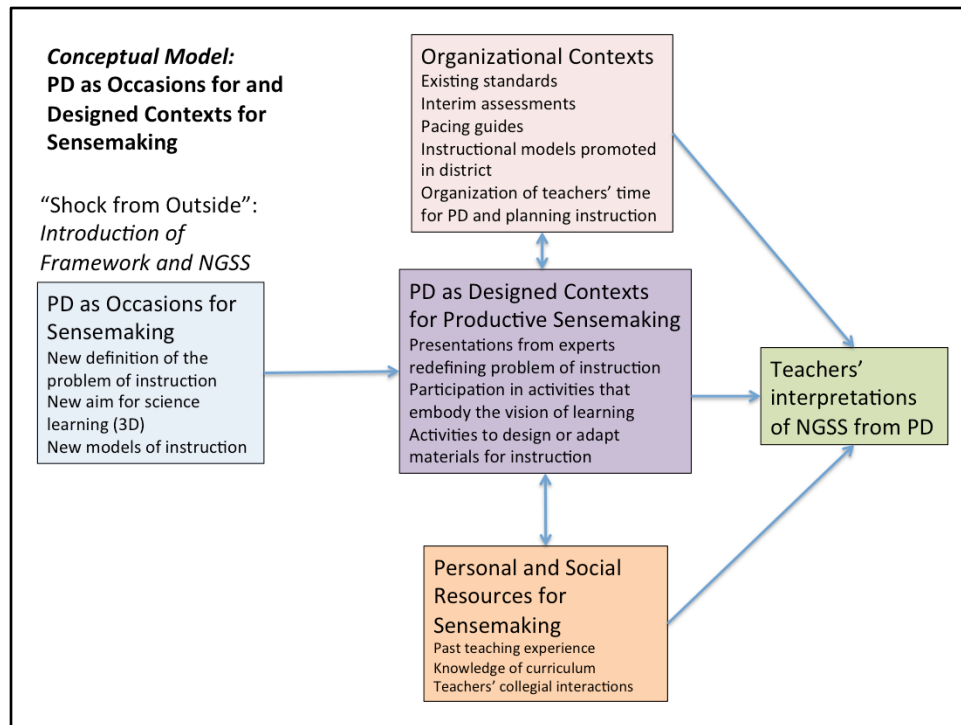 Conceptual Model:
PD as Occasions for and
Designed Contexts for
Sensemaking
“Shock from Outside”:
Introduction of
Framework and NGSS
PD as Occasions for
Sensemaking
New definition of the
problem of instruction
New aim for science
learning (3D)
New models of instruction
Organizational Contexts
Existing standards
Interim assessments
Pacing guides
Instructional models promoted
in district
Organization of teachers’ time
for PD and planning instruction
PD as Designed Contexts
for Productive Sensemaking
Presentations from experts
redefining problem of instruction
Participation in activities that
embody the vision of learning
Activities to design or adapt
materials for instruction
Personal and Social
Resources for
Sensemaking
Past teaching experience
Knowledge of curriculum
Teachers’ collegial interactions
Teachers’
interpretations
of NGSS from PD